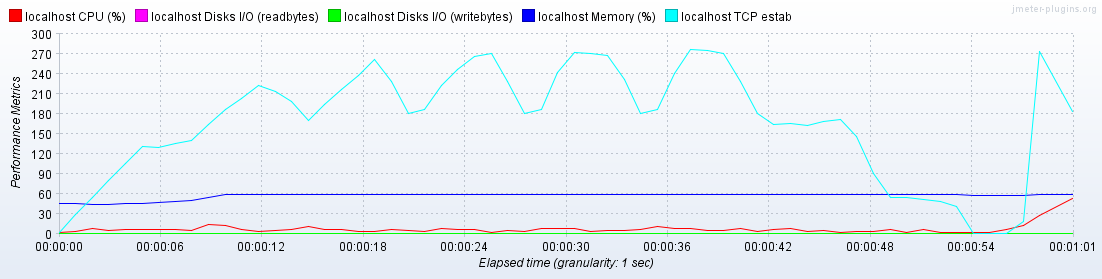 localhost CPU (%) localhost Disks I/O (readbytes) localhost Disks I/O (writebytes) localhost Memory (%) localhost TCP estab
jmeter-plugins.org
Performance Metrics
300
270
240
210
180
150
120
90
60
30
0
00:00:00 00:00:06 00:00:12 00:00:18 00:00:24 00:00:30 00:00:36 00:00:42 00:00:48 00:00:54 00:01:01
Elapsed time (granularity: 1 sec)